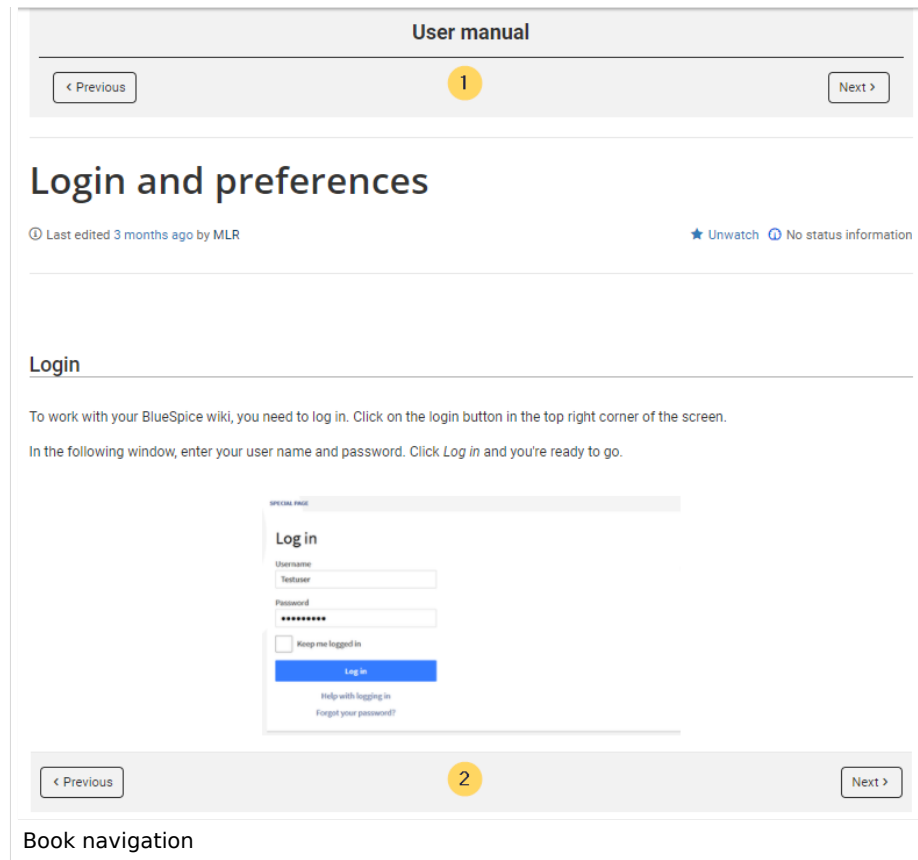 User manual
‹ Previous
1
Next ›
Login and preferences
Last edited 3 months ago by MLR
Unwatch No status information
Login
To work with your BlueSpice wiki, you need to log in. Click on the login button in the top right corner of the screen.
In the following window, enter your user name and password. Click Log in and you're ready to go.
SPECIAL PAGE
Log in
Username
Testuser
Password
•••••••••
Keep me logged in
Log in
Help with logging in
Forgot your password?
‹ Previous
2
Next ›
Book navigation